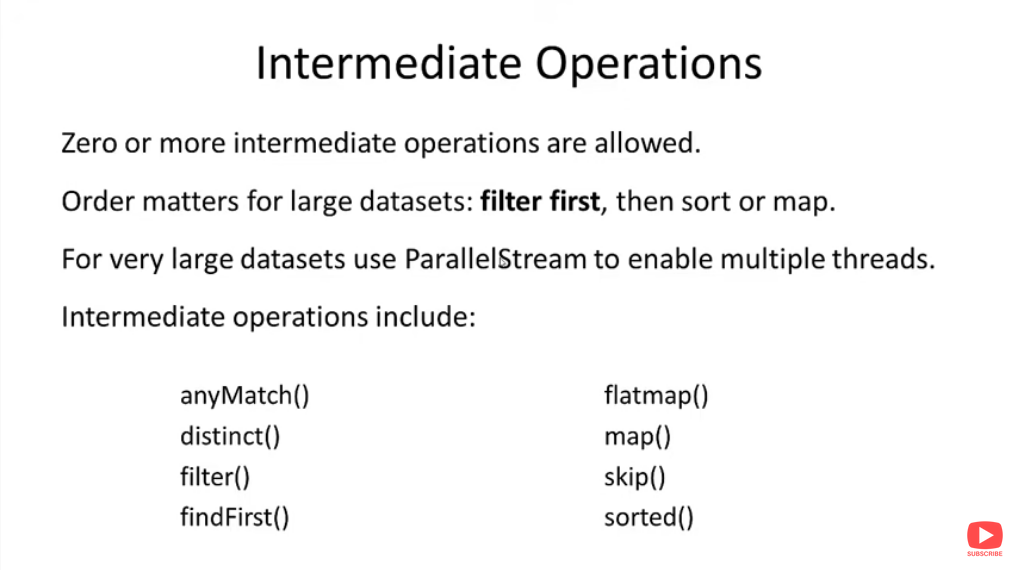 Intermediate Operations
Zero or more intermediate operations are allowed.
Order matters for large datasets: filter first, then sort or map.
For very large datasets use ParallelStream to enable multiple threads.
Intermediate operations include:
anyMatch()
distinct()
filter()
findFirst()
flatmap()
map()
skip()
sorted()
SUBSCRIBE